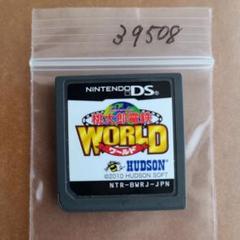 39508
NINTENDO DS
桃太郎電鉄
WORLD
ワールド
HUDSON
©2010 HUDSON SOFT
NTR-BWRJ-JPN